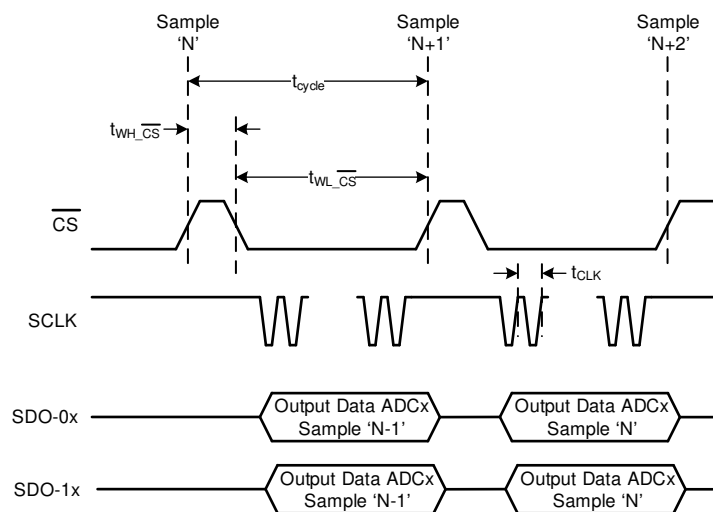 Sample
‘N’
Sample
‘N+1’
Sample
‘N+2’
tcycle
tWH_CS
tWL_CS
CS
tCLK
SCLK
SDO-0x
Output Data ADCx
Sample ‘N-1’
Output Data ADCx
Sample ‘N’
SDO-1x
Output Data ADCx
Sample ‘N-1’
Output Data ADCx
Sample ‘N’